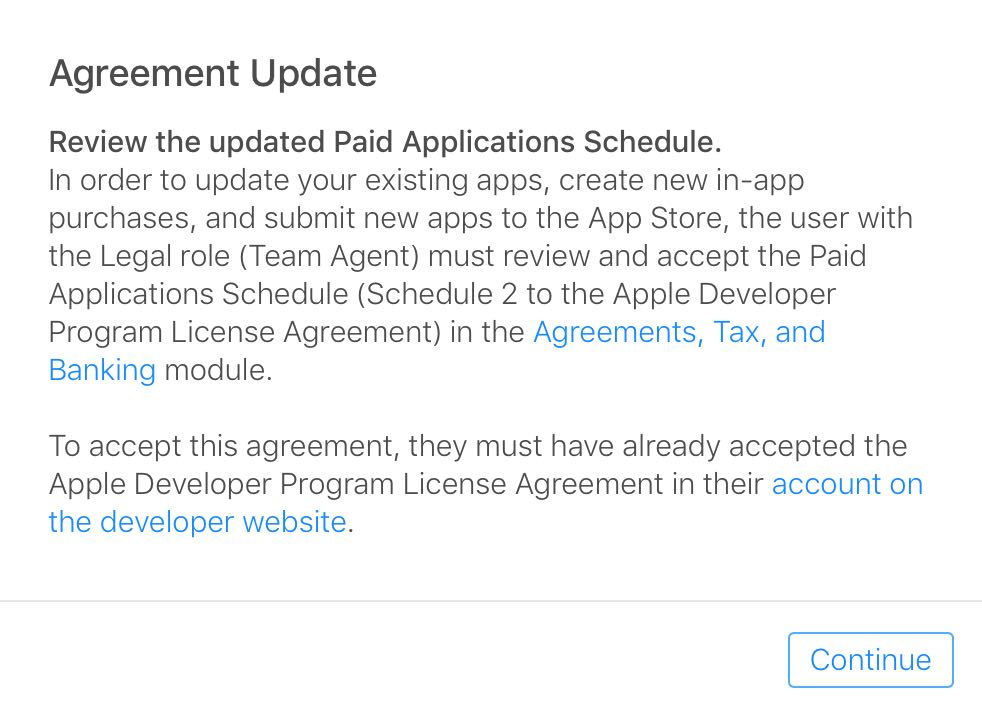 Agreement Update
Review the updated Paid Applications Schedule.
In order to update your existing apps, create new in-app
purchases, and submit new apps to the App Store, the user with
the Legal role (Team Agent) must review and accept the Paid
Applications Schedule (Schedule 2 to the Apple Developer
Program License Agreement) in the Agreements, Tax, and
Banking module.
To accept this agreement, they must have already accepted the
Apple Developer Program License Agreement in their account on
the developer website.
Continue